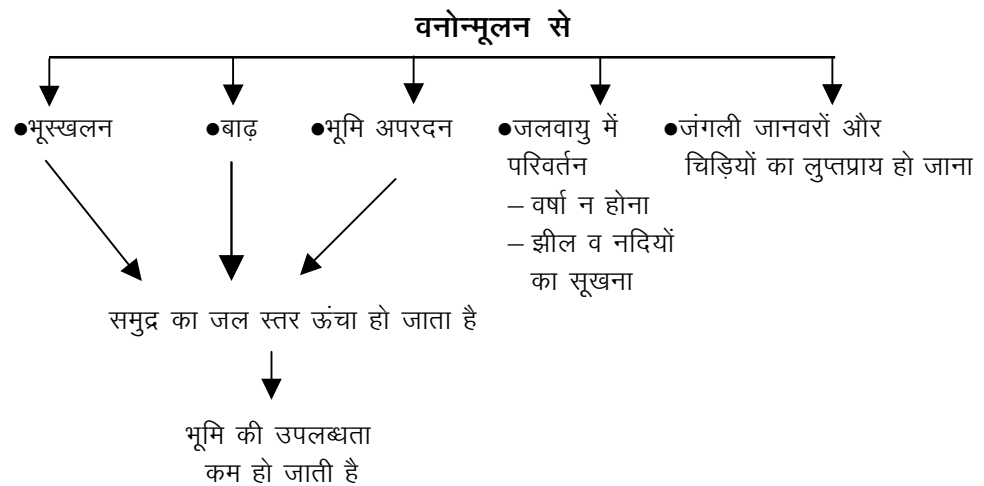 वनोन्मूलन से
●भूस्खलन
●बाढ़
●भूमि अपरदन
●जलवायु में
परिवर्तन
– वर्षा न होना
– झील व नदियों
का सूखना
●जंगली जानवरों और
चिड़ियों का लुप्तप्राय हो जाना
समुद्र का जल स्तर ऊंचा हो जाता है
भूमि की उपलब्धता
कम हो जाती है